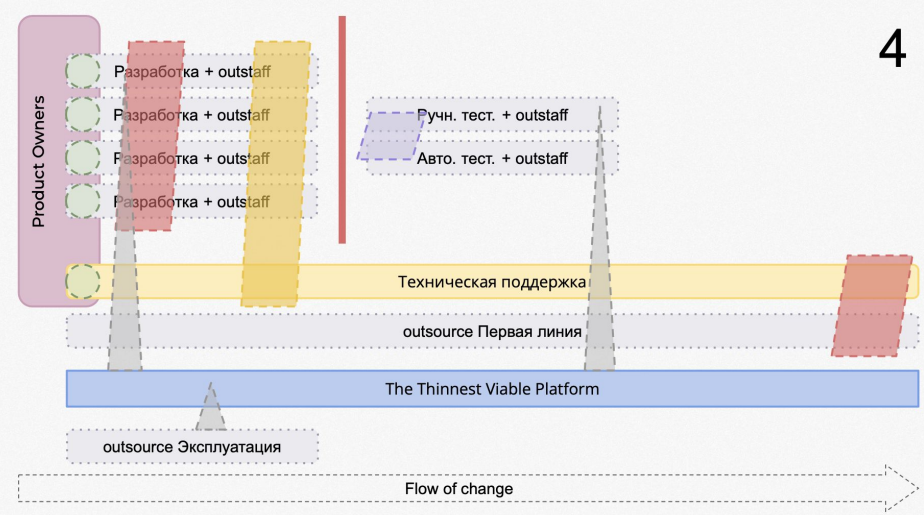 4
Product Owners
Разработка + outstaff
Разработка + outstaff
Разработка + outstaff
Разработка + outstaff
Ручн. тест. + outstaff
Авто. тест. + outstaff
Техническая поддержка
outsource Первая линия
The Thinnest Viable Platform
outsource Эксплуатация
Flow of change